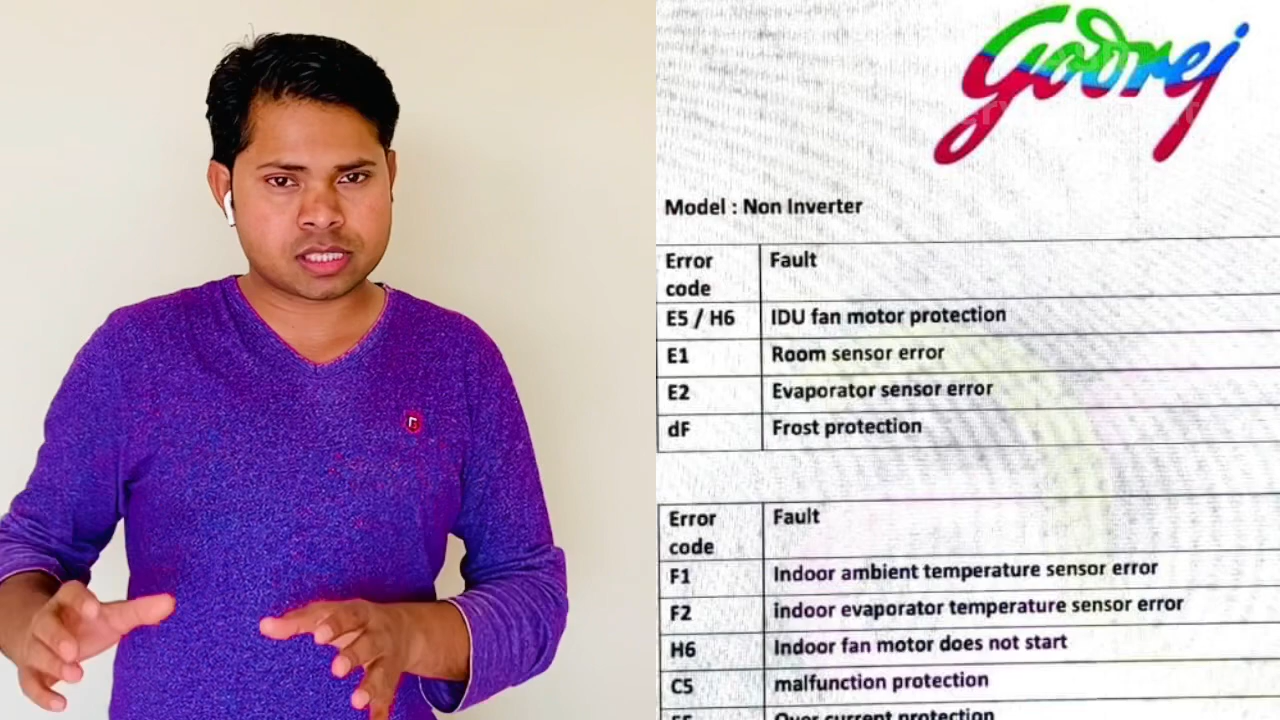 Godrej
Model : Non Inverter
Error code Fault
E5 / H6 IDU fan motor protection
E1 Room sensor error
E2 Evaporator sensor error
dF Frost protection
Error code Fault
F1 Indoor ambient temperature sensor error
F2 indoor evaporator temperature sensor error
H6 Indoor fan motor does not start
C5 malfunction protection
Over current protection